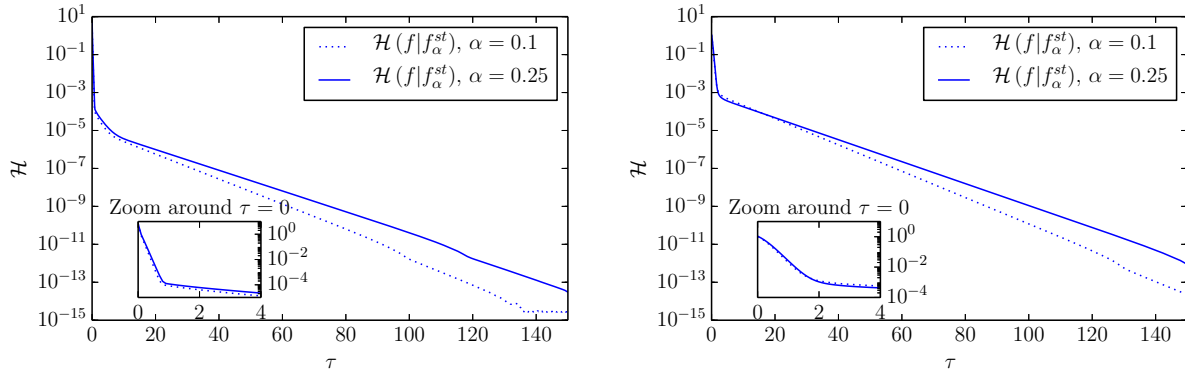 10^1
10^{-1}
10^{-3}
10^{-5}
10^{-7}
10^{-9}
10^{-11}
10^{-13}
10^{-15}
ℋ
ℋ(f|f_α^{st}), α = 0.1
ℋ(f|f_α^{st}), α = 0.25
Zoom around τ = 0
10^0
10^{-2}
10^{-4}
0 2 4
0 20 40 60 80 100 120 140
τ
10^1
10^{-1}
10^{-3}
10^{-5}
10^{-7}
10^{-9}
10^{-11}
10^{-13}
10^{-15}
ℋ
ℋ(f|f_α^{st}), α = 0.1
ℋ(f|f_α^{st}), α = 0.25
Zoom around τ = 0
10^0
10^{-2}
10^{-4}
0 2 4
0 20 40 60 80 100 120 140
τ